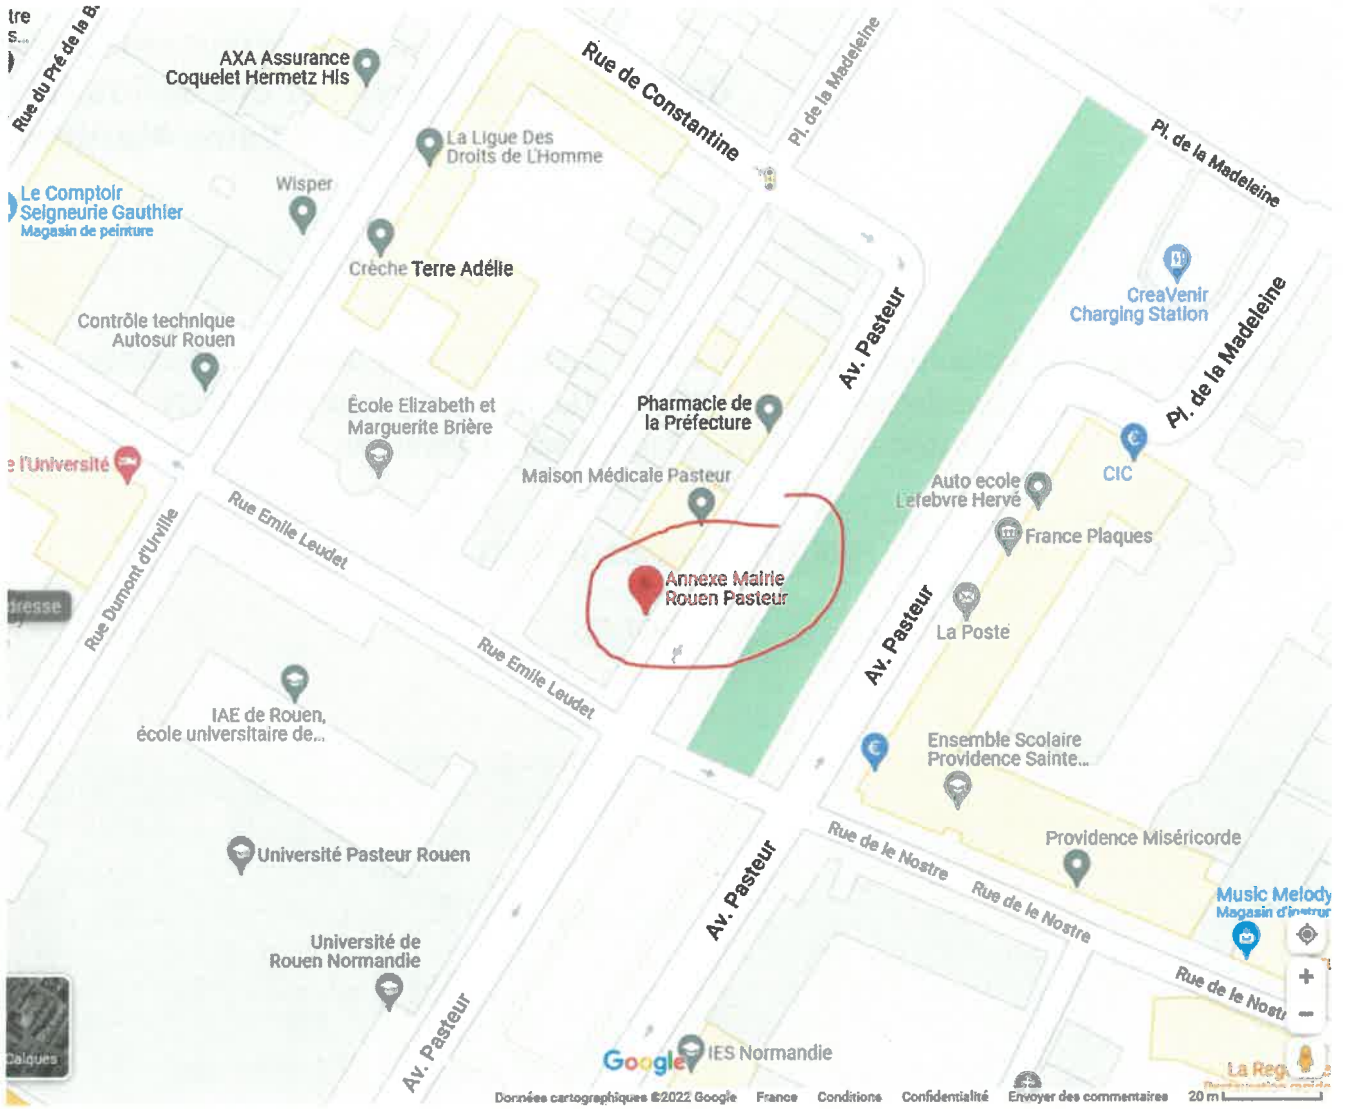 tre
s...
Rue du Pré de la B
AXA Assurance
Coquelet Hermetz Hls
Rue de Constantine
Pl. de la Madeleine
Pl. de la Madeleine
La Ligue Des
Droits de L'Homme
Wisper
Le Comptoir
Seigneurie Gauthier
Magasin de peinture
Crèche Terre Adélie
CreaVenir
Charging Station
Pl. de la Madeleine
Contrôle technique
Autosur Rouen
Av. Pasteur
École Elizabeth et
Marguerite Brière
Pharmacie de
la Préfecture
e l'Université
Maison Médicale Pasteur
CIC
Auto ecole
Lefebvre Hervé
France Plaques
Rue Emile Leudet
Rue Dumont d'Urville
Annexe Mairie
Rouen Pasteur
dresse
La Poste
Av. Pasteur
Rue Emile Leudet
IAE de Rouen,
école universitaire de...
Ensemble Scolaire
Providence Sainte...
Université Pasteur Rouen
Rue de le Nostre
Providence Miséricorde
Av. Pasteur
Rue de le Nostre
Music Melody
Magasin d'instrur
Université de
Rouen Normandie
Rue de le Nostr
Av. Pasteur
Calques
Google
IES Normandie
La Reg
Données cartographiques ©2022 Google France Conditions Confidentialité Envoyer des commentaires 20 m